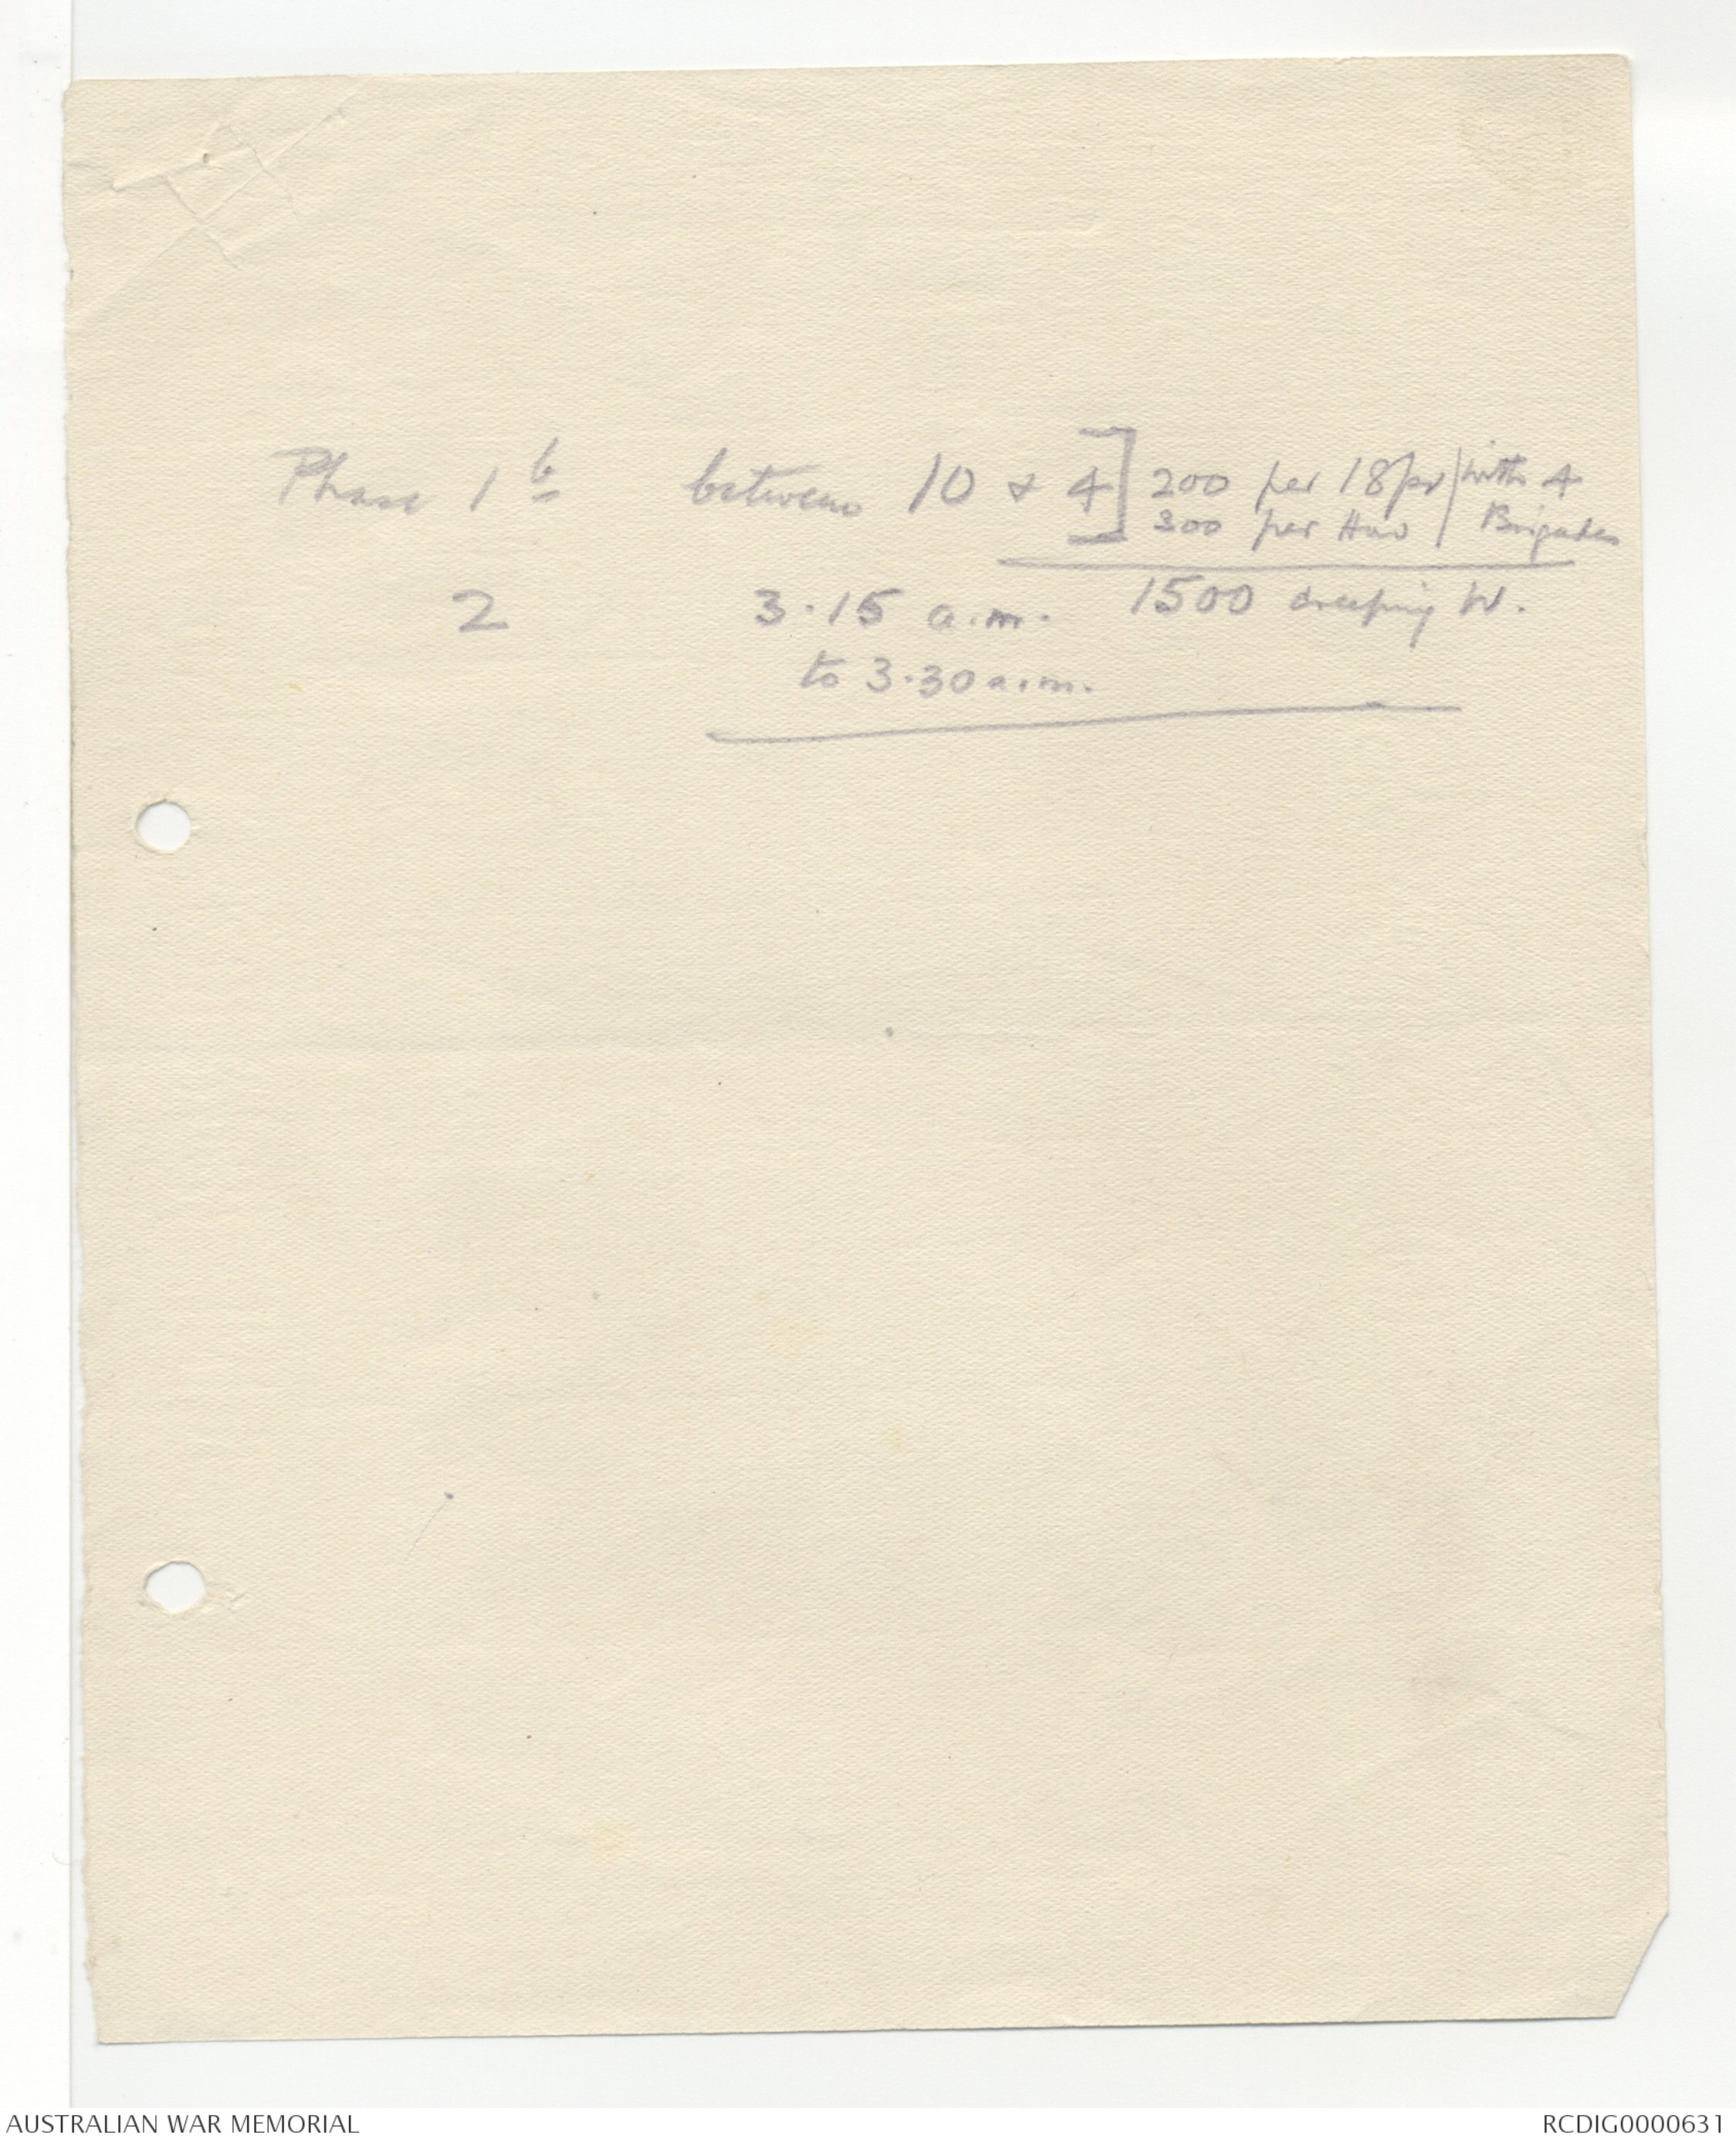 Phase 1 b between 10 & 4] 200 per 18pr | with 4
300 per How | Brigades
2 3.15 a.m. 1500 creeping W.
to 3.30 a.m.
AUSTRALIAN WAR MEMORIAL RCDIG0000631